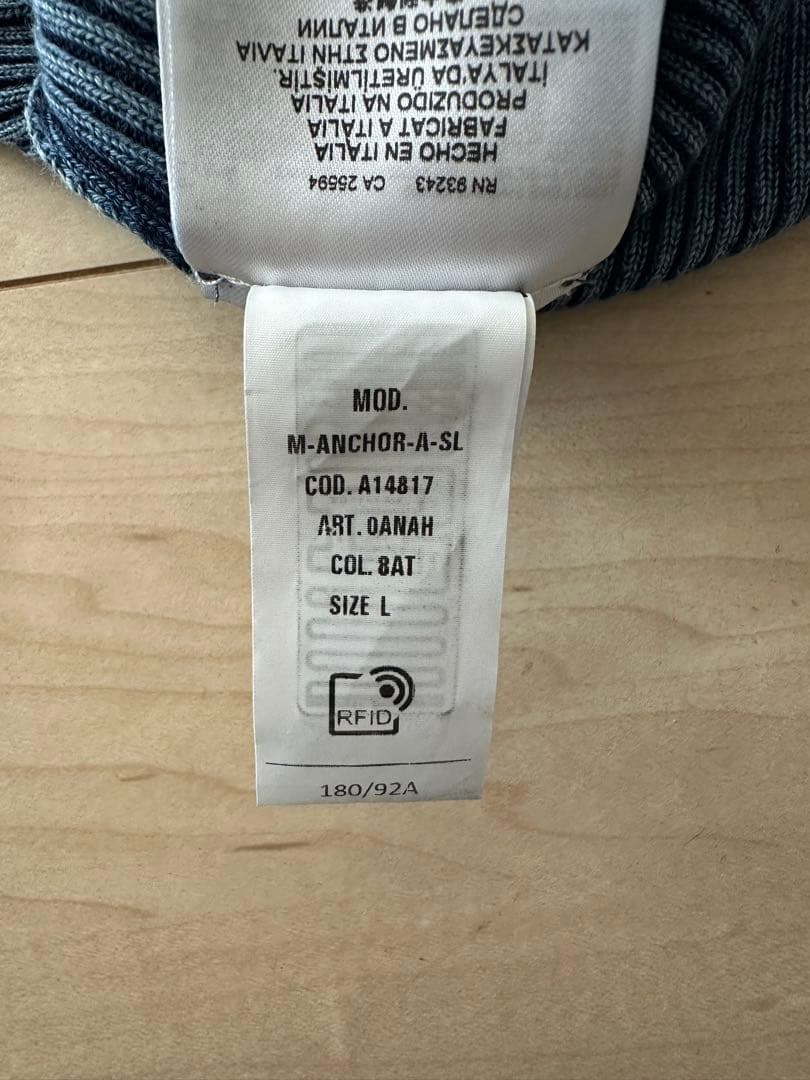 RN 93243 CA 25594
HECHO EN ITALIA
FABRICAT A ITALIA
PRODUZIDO NA ITALIA
İTALYA'DA ÜRETİLMİŞTİR.
ΚΑΤΑΣΚΕΥΑΣΜΕΝΟ ΣΤΗΝ ΙΤΑΛΙΑ
СДЕЛАНО В ИТАЛИИ
MOD.
M-ANCHOR-A-SL
COD. A14817
ART. 0ANAH
COL. 8AT
SIZE L
RFID
180/92A